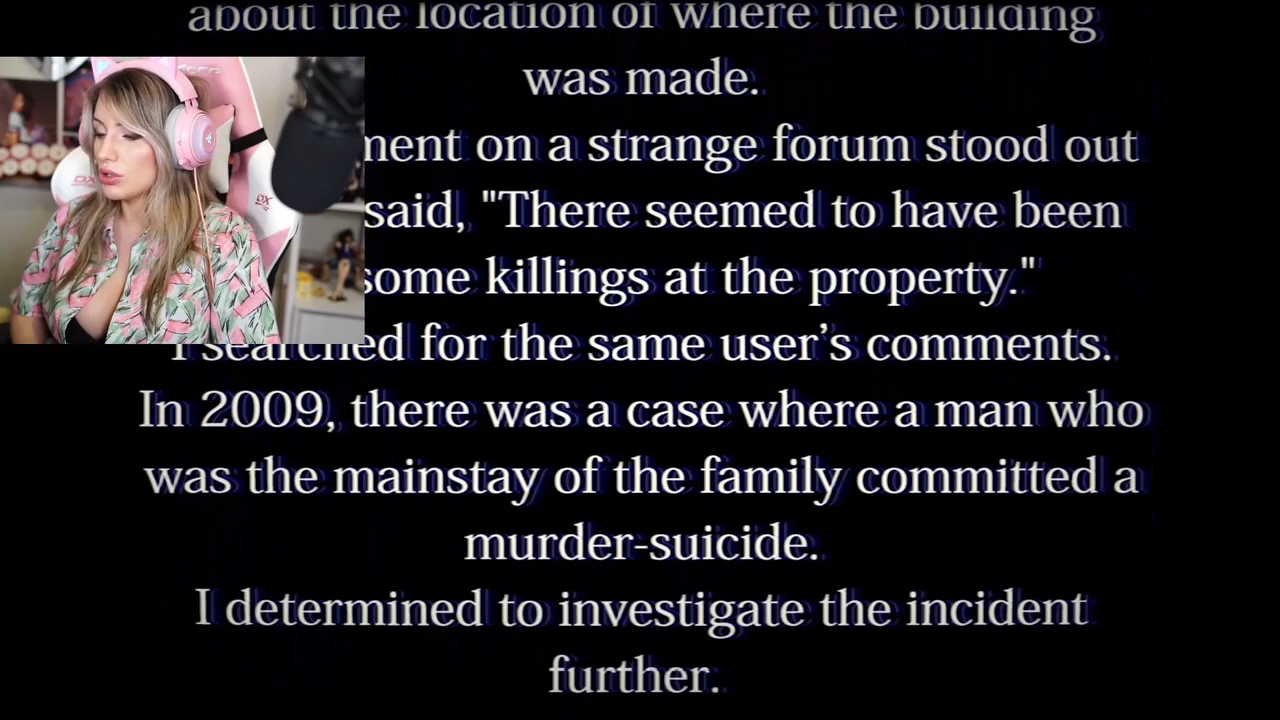 about the location of where the building
was made.
on a strange forum stood out
said, "There seemed to have been
some killings at the property."
I searched for the same user’s comments.
In 2009, there was a case where a man who
was the mainstay of the family committed a
murder-suicide.
I determined to investigate the incident
further.
DX
DX